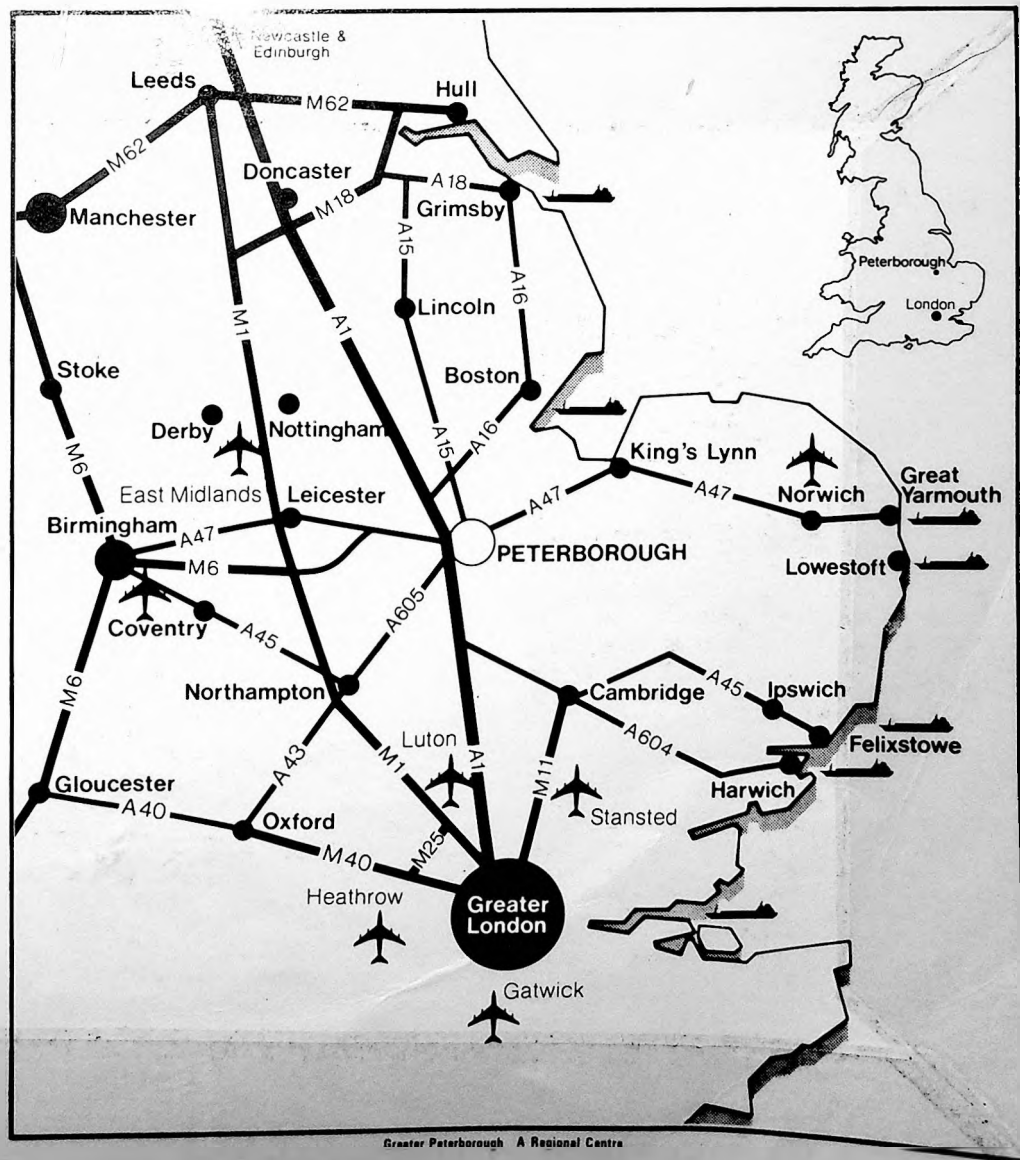 Newcastle &
Edinburgh
Leeds
M62
Hull
M62
Doncaster
M18
A18
Grimsby
Manchester
A15
A16
M1
A1
Lincoln
Peterborough
London
Stoke
Boston
Derby
Nottingham
M6
A15
A16
King's Lynn
A47
A47
Norwich
Great
Yarmouth
East Midlands
Leicester
Birmingham
A47
M6
PETERBOROUGH
Lowestoft
Coventry
A45
A605
M6
Northampton
Cambridge
A45
Ipswich
A604
Felixstowe
Luton
M1
A1
M11
Harwich
A43
Gloucester
A40
Oxford
Stansted
M25
M40
Heathrow
Greater
London
Gatwick
Greater Peterborough A Regional Centre